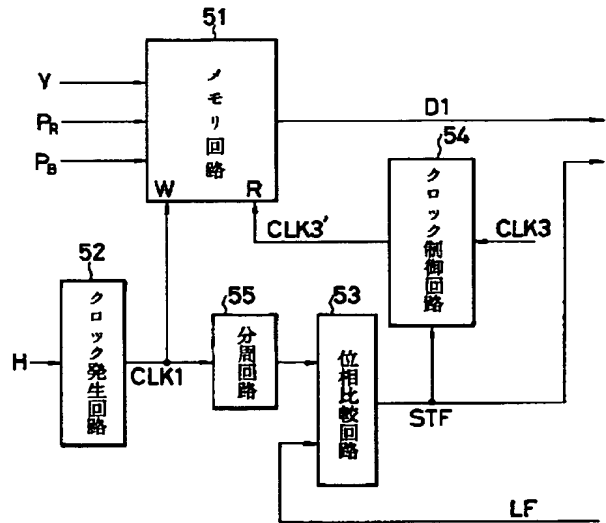 51
メモリ回路
Y
PR
PB
W
R
D1
54
クロック制御回路
CLK3'
CLK3
52
クロック発生回路
H
CLK1
55
分周回路
53
位相比較回路
STF
LF